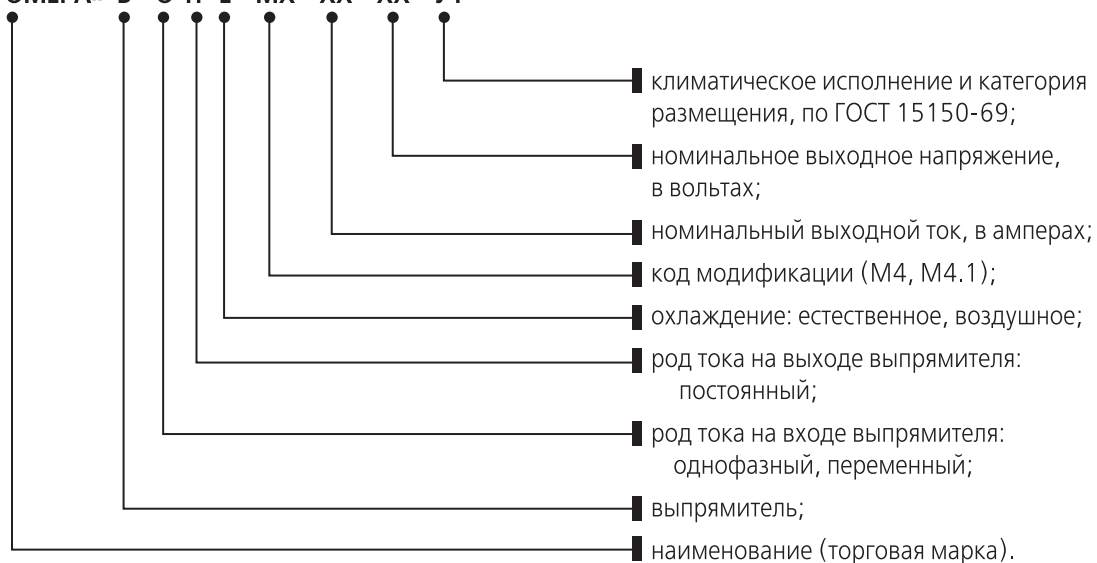 климатическое исполнение и категория
размещения, по ГОСТ 15150-69;
номинальное выходное напряжение,
в вольтах;
номинальный выходной ток, в амперах;
код модификации (М4, М4.1);
охлаждение: естественное, воздушное;
род тока на выходе выпрямителя:
постоянный;
род тока на входе выпрямителя:
однофазный, переменный;
выпрямитель;
наименование (торговая марка).